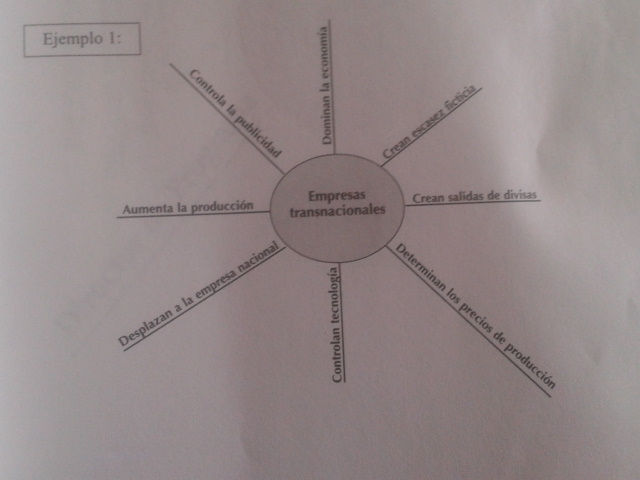 Ejemplo 1:
Dominan la economía
Controla la publicidad
Crean escasez ficticia
Empresas
transnacionales
Crean salidas de divisas
Aumenta la producción
Desplazan a la empresa nacional
Controlan tecnología
Determinan los precios de producción